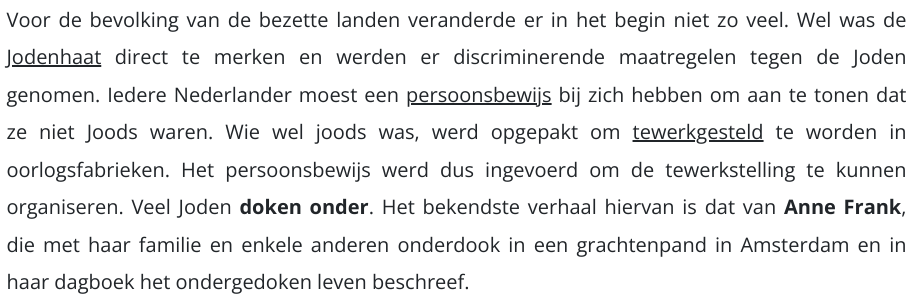 Voor de bevolking van de bezette landen veranderde er in het begin niet zo veel. Wel was de
Jodenhaat direct te merken en werden er discriminerende maatregelen tegen de Joden
genomen. Iedere Nederlander moest een persoonsbewijs bij zich hebben om aan te tonen dat
ze niet Joods waren. Wie wel joods was, werd opgepakt om tewerkgesteld te worden in
oorlogsfabrieken. Het persoonsbewijs werd dus ingevoerd om de tewerkstelling te kunnen
organiseren. Veel Joden doken onder. Het bekendste verhaal hiervan is dat van Anne Frank,
die met haar familie en enkele anderen onderdook in een grachtenpand in Amsterdam en in
haar dagboek het ondergedoken leven beschreef.